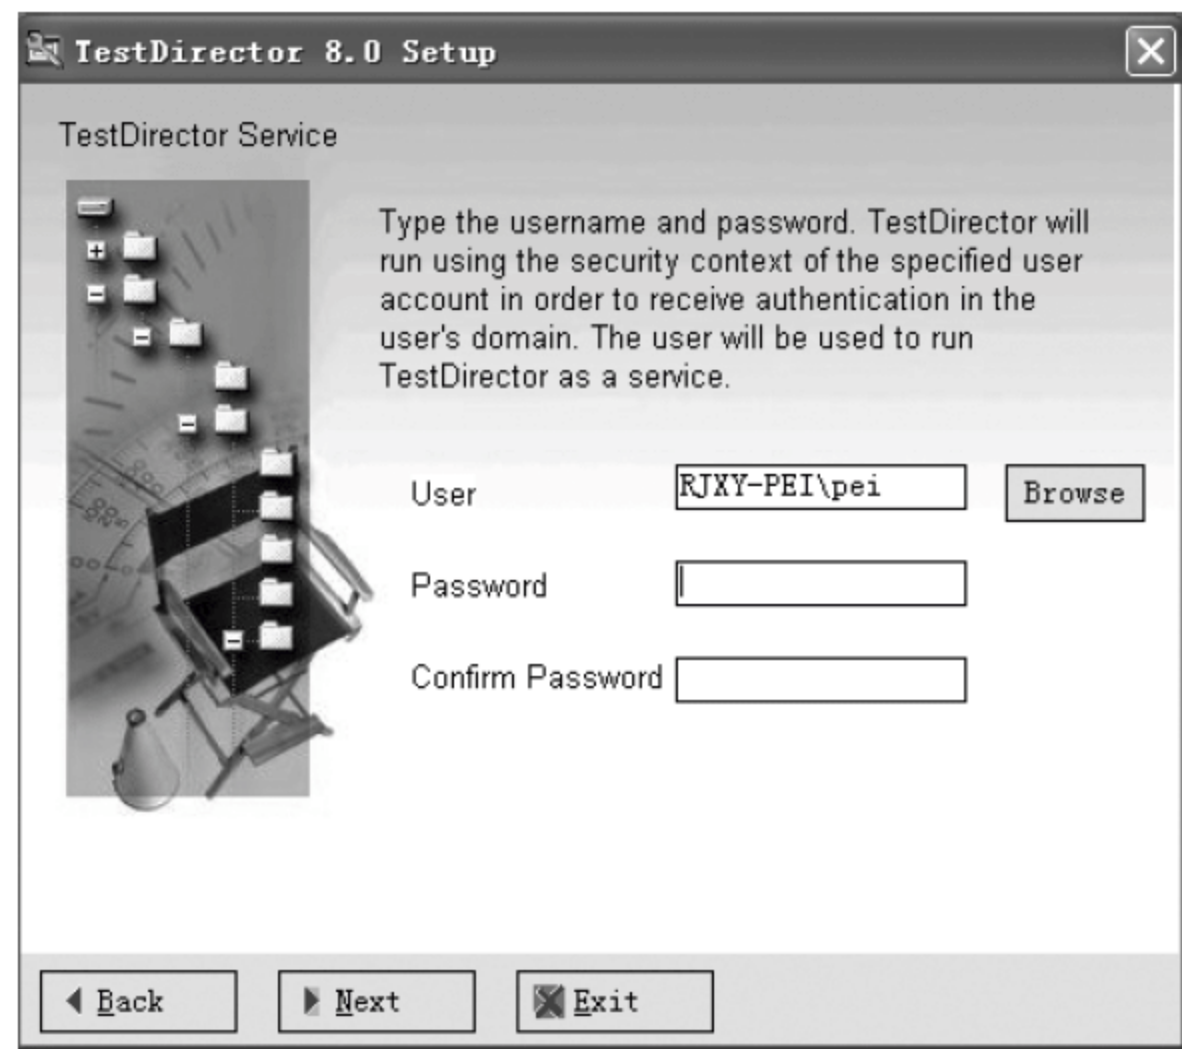 TestDirector 8.0 Setup
TestDirector Service
Type the username and password. TestDirector will
run using the security context of the specified user
account in order to receive authentication in the
user's domain. The user will be used to run
TestDirector as a service.
User
RJXY-PEI\pei
Browse
Password
Confirm Password
Back
Next
Exit